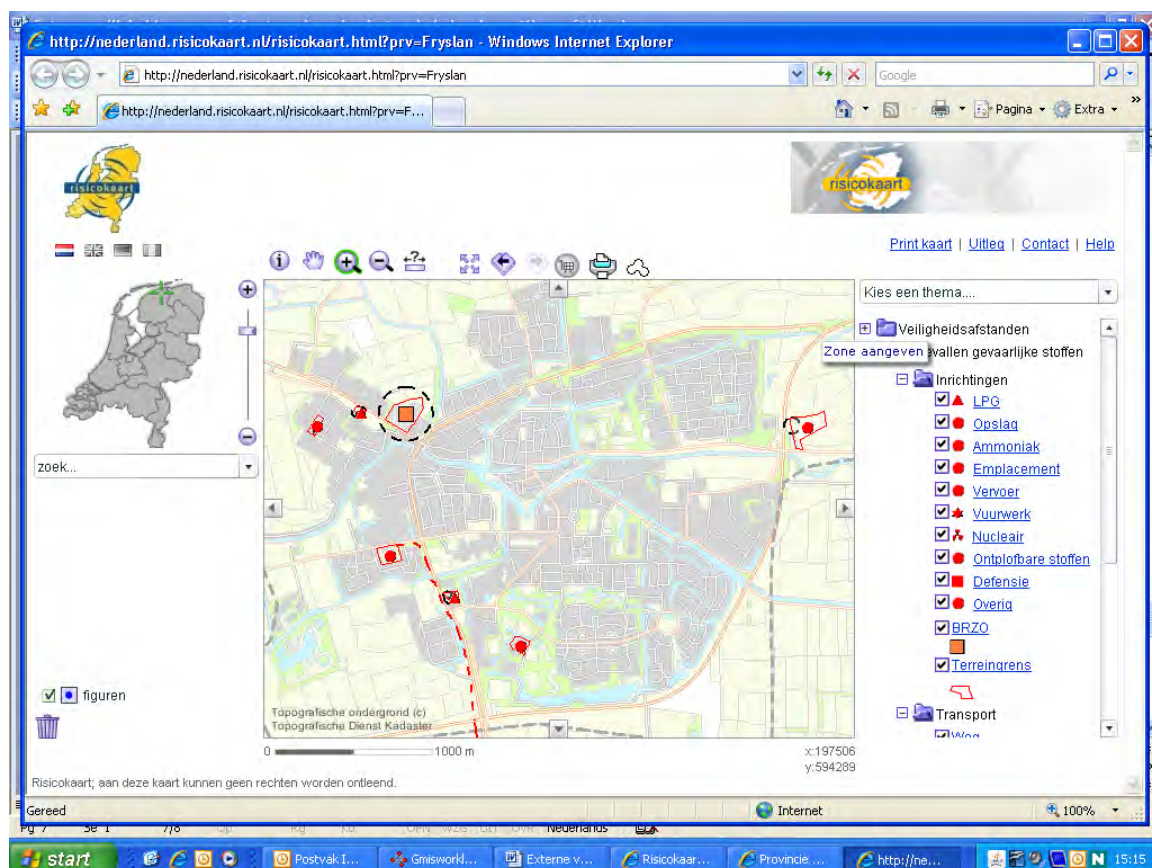 http://nederland.risicokaart.nl/risicokaart.html?prv=Fryslan - Windows Internet Explorer
http://nederland.risicokaart.nl/risicokaart.html?prv=Fryslan
Google
http://nederland.risicokaart.nl/risicokaart.html?prv=F...
Pagina
Extra
risicokaart
risicokaart
Print kaart | Uitleg | Contact | Help
Kies een thema....
Veiligheidsafstanden
Zone aangeven
evallen gevaarlijke stoffen
Inrichtingen
LPG
Opslag
Ammoniak
Emplacement
Vervoer
Vuurwerk
Nucleair
Ontplofbare stoffen
Defensie
Overig
BRZO
Terreingrens
Transport
Weg
zoek...
figuren
Topografische ondergrond (c)
Topografische Dienst Kadaster
0 1000 m
x:197506
y:594289
Risicokaart; aan deze kaart kunnen geen rechten worden ontleend.
Gereed
Internet
100%
Nederlands
start
Postvak I...
Gmisworkl...
Externe v...
Risicokaar...
Provincie ...
http://ne...
15:15